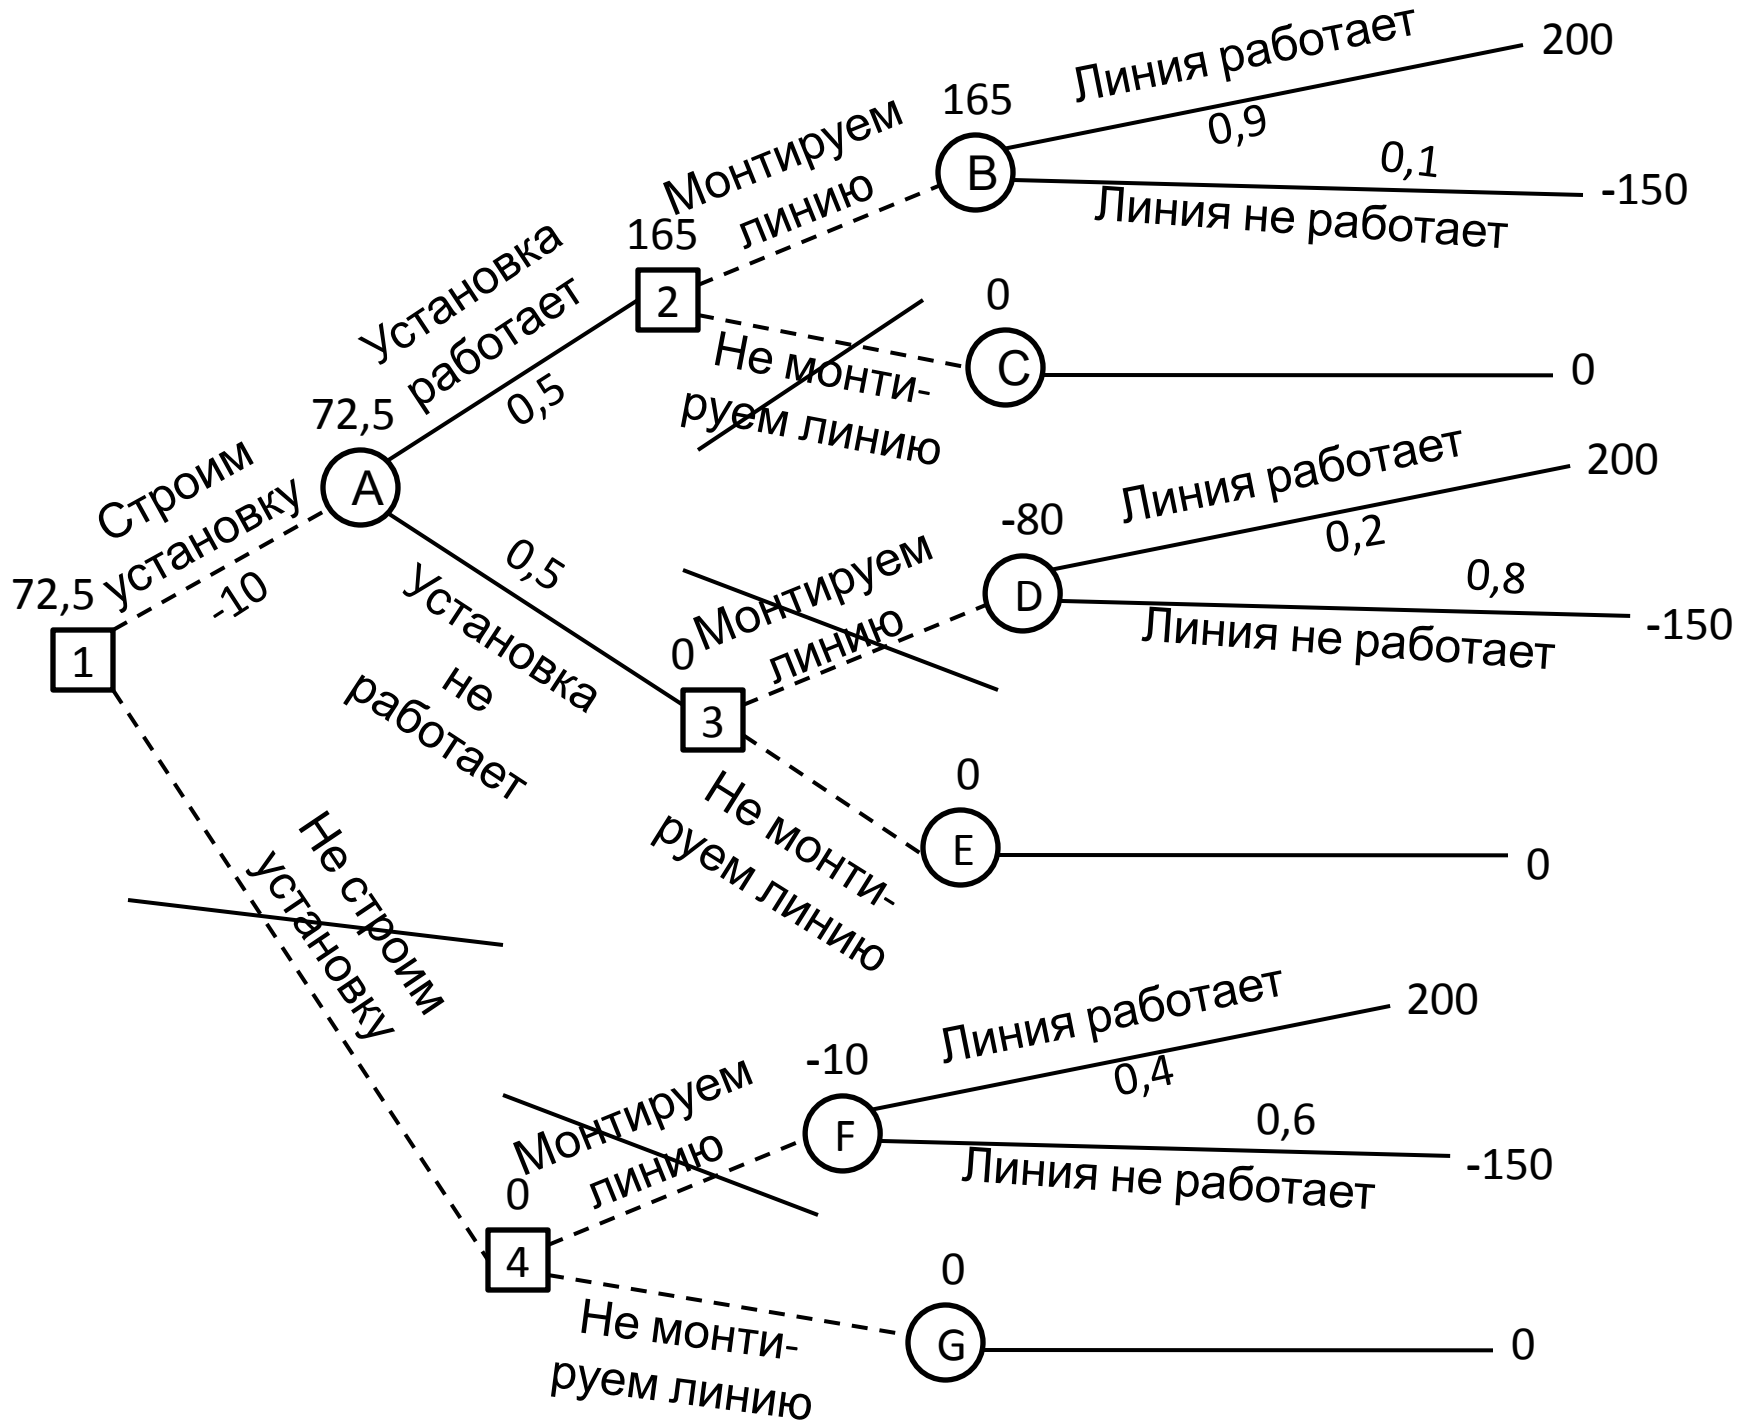 Линия работает
200
0,9
165
B
0,1
-150
Линия не работает
Монтируем
линию
165
2
0
C
0
Не монти-
руем линию
Установка
работает
0,5
72,5
A
Строим
установку
-10
72,5
1
0,5
Установка
не
работает
Линия работает
200
0,2
-80
D
0,8
-150
Линия не работает
Монтируем
линию
0
3
0
E
0
Не монти-
руем линию
Не строим
установку
Линия работает
200
0,4
-10
F
0,6
-150
Линия не работает
Монтируем
линию
0
4
0
G
0
Не монти-
руем линию